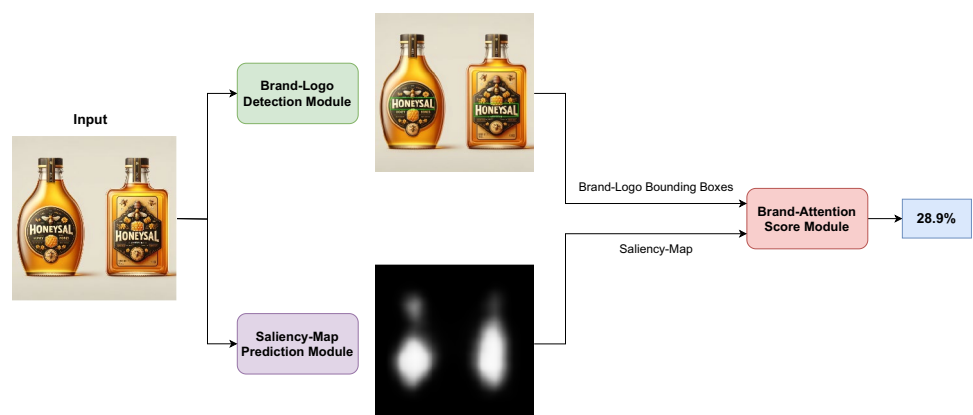 Input
HONEYSAL
HONEYSAL
Brand-Logo
Detection Module
HONEYSAL
HONEYSAL
Saliency-Map
Prediction Module
Brand-Logo Bounding Boxes
Saliency-Map
Brand-Attention
Score Module
28.9%